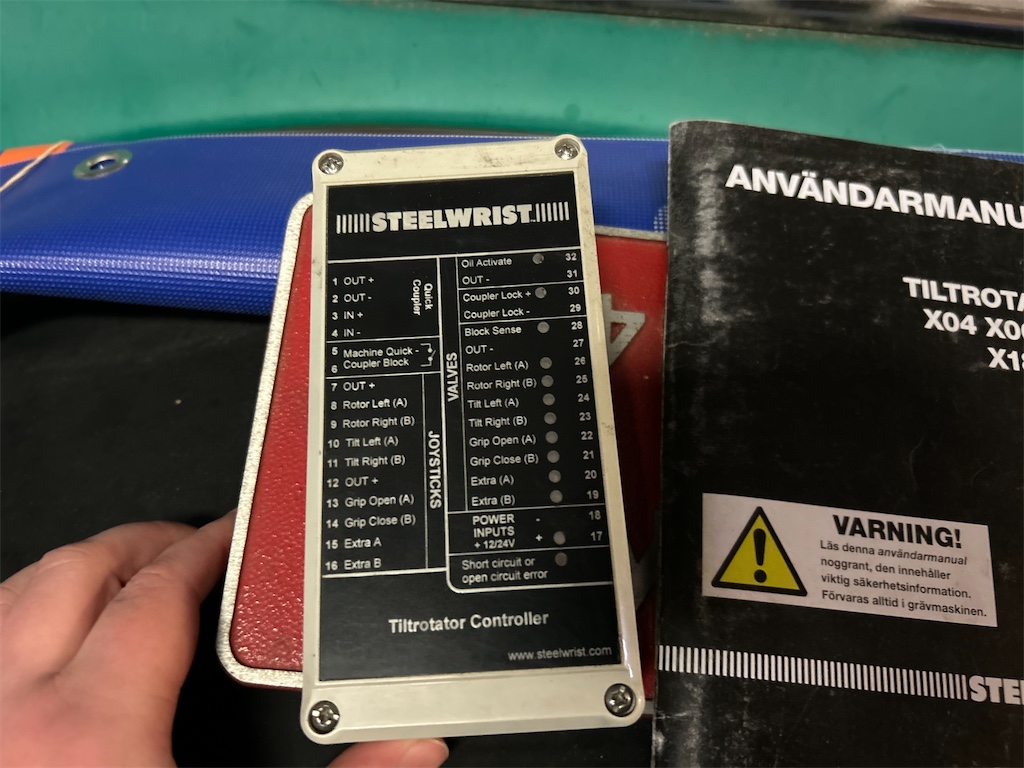 STEELWRIST
1 OUT +
2 OUT -
3 IN +
4 IN -
Quick
Coupler
5 Machine Quick -
6 Coupler Block
7 OUT +
8 Rotor Left (A)
9 Rotor Right (B)
10 Tilt Left (A)
11 Tilt Right (B)
12 OUT +
13 Grip Open (A)
14 Grip Close (B)
15 Extra A
16 Extra B
JOYSTICKS
VALVES
Oil Activate 32
OUT - 31
Coupler Lock + 30
Coupler Lock - 29
Block Sense 28
OUT - 27
Rotor Left (A) 26
Rotor Right (B) 25
Tilt Left (A) 24
Tilt Right (B) 23
Grip Open (A) 22
Grip Close (B) 21
Extra (A) 20
Extra (B) 19
POWER - 18
INPUTS
+ 12/24V + 17
Short circuit or
open circuit error
Tiltrotator Controller
www.steelwrist.com
4
ANVÄNDARMANU
TILTROTA
X04 X0
X1
VARNING!
Läs denna användarmanual
noggrant, den innehåller
viktig säkerhetsinformation.
Förvaras alltid i grävmaskinen.
STE